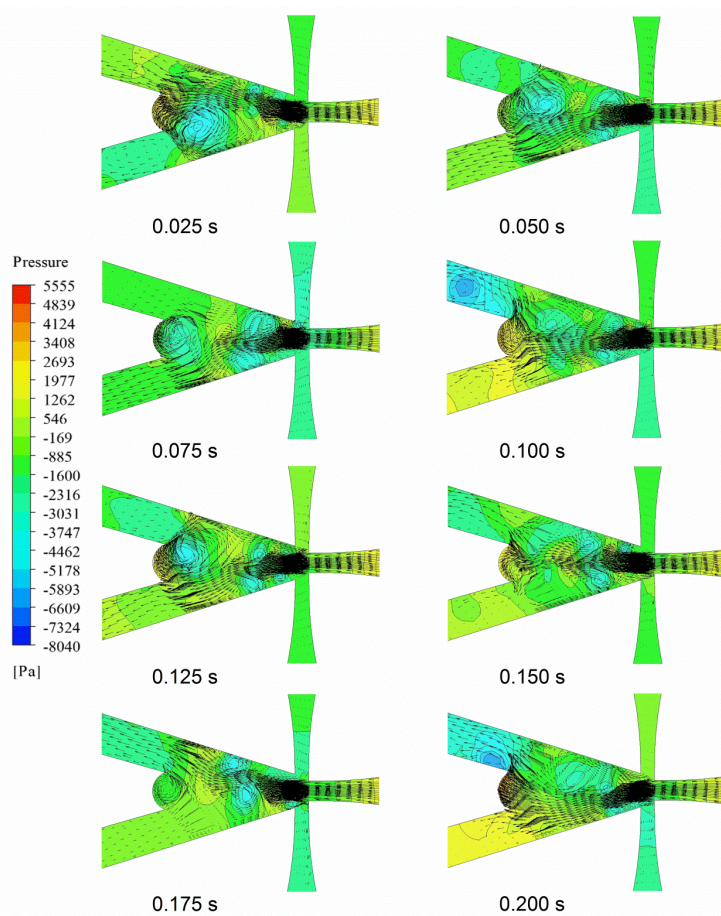 0.025 s
0.050 s
Pressure
5555
4839
4124
3408
2693
1977
1262
546
-169
-885
-1600
-2316
-3031
-3747
-4462
-5178
-5893
-6609
-7324
-8040
[Pa]
0.075 s
0.100 s
0.125 s
0.150 s
0.175 s
0.200 s